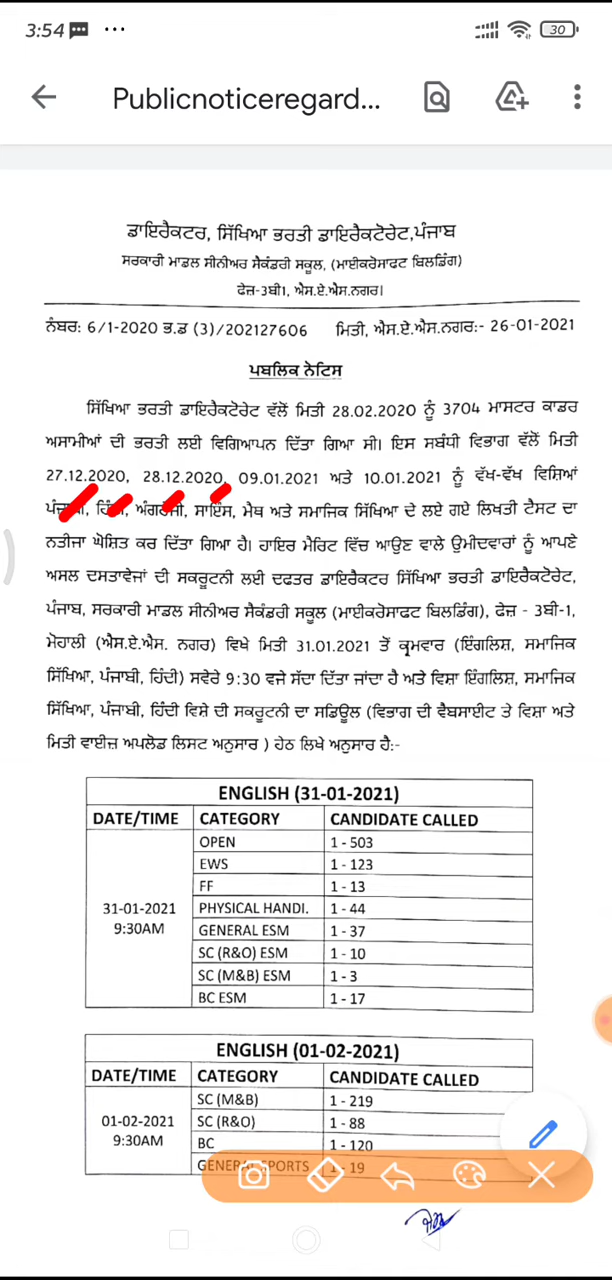 3:54
30
Publicnoticeregard...
ਡਾਇਰੈਕਟਰ, ਸਿੱਖਿਆ ਭਰਤੀ ਡਾਇਰੈਕਟੋਰੇਟ,ਪੰਜਾਬ
ਸਰਕਾਰੀ ਮਾਡਲ ਸੀਨੀਅਰ ਸੈਕੰਡਰੀ ਸਕੂਲ, (ਮਾਈਕਰੋਸਾਫਟ ਬਿਲਡਿੰਗ)
ਫੇਜ਼-3ਬੀ1, ਐਸ.ਏ.ਐਸ.ਨਗਰ।
ਨੰਬਰ: 6/1-2020 ਭ.ਡ (3)/202127606 ਮਿਤੀ, ਐਸ.ਏ.ਐਸ.ਨਗਰ:- 26-01-2021
ਪਬਲਿਕ ਨੋਟਿਸ
ਸਿੱਖਿਆ ਭਰਤੀ ਡਾਇਰੈਕਟੋਰੇਟ ਵੱਲੋਂ ਮਿਤੀ 28.02.2020 ਨੂੰ 3704 ਮਾਸਟਰ ਕਾਡਰ
ਅਸਾਮੀਆਂ ਦੀ ਭਰਤੀ ਲਈ ਵਿਗਿਆਪਨ ਦਿੱਤਾ ਗਿਆ ਸੀ। ਇਸ ਸਬੰਧੀ ਵਿਭਾਗ ਵੱਲੋਂ ਮਿਤੀ
27.12.2020, 28.12.2020, 09.01.2021 ਅਤੇ 10.01.2021 ਨੂੰ ਵੱਖ-ਵੱਖ ਵਿਸ਼ਿਆਂ
ਸਾਇੰਸ, ਮੈਥ ਅਤੇ ਸਮਾਜਿਕ ਸਿੱਖਿਆ ਦੇ ਲਏ ਗਏ ਲਿਖਤੀ ਟੈਸਟ ਦਾ
ਨਤੀਜਾ ਘੋਸ਼ਿਤ ਕਰ ਦਿੱਤਾ ਗਿਆ ਹੈ। ਹਾਇਰ ਮੈਰਿਟ ਵਿੱਚ ਆਉਣ ਵਾਲੇ ਉਮੀਦਵਾਰਾਂ ਨੂੰ ਆਪਣੇ
ਅਸਲ ਦਸਤਾਵੇਜਾਂ ਦੀ ਸਕਰੂਟਨੀ ਲਈ ਦਫਤਰ ਡਾਇਰੈਕਟਰ ਸਿੱਖਿਆ ਭਰਤੀ ਡਾਇਰੈਕਟੋਰੇਟ,
ਪੰਜਾਬ, ਸਰਕਾਰੀ ਮਾਡਲ ਸੀਨੀਅਰ ਸੈਕੰਡਰੀ ਸਕੂਲ (ਮਾਈਕਰੋਸਾਫਟ ਬਿਲਡਿੰਗ), ਫੇਜ਼ - 3ਬੀ-1,
ਮੋਹਾਲੀ (ਐਸ.ਏ.ਐਸ. ਨਗਰ) ਵਿਖੇ ਮਿਤੀ 31.01.2021 ਤੋਂ ਕ੍ਰਮਵਾਰ (ਇੰਗਲਿਸ਼, ਸਮਾਜਿਕ
ਸਿੱਖਿਆ, ਪੰਜਾਬੀ, ਹਿੰਦੀ) ਸਵੇਰੇ 9:30 ਵਜੇ ਸੱਦਾ ਦਿੱਤਾ ਜਾਂਦਾ ਹੈ ਅਤੇ ਵਿਸ਼ਾ ਇੰਗਲਿਸ਼, ਸਮਾਜਿਕ
ਸਿੱਖਿਆ, ਪੰਜਾਬੀ, ਹਿੰਦੀ ਵਿਸ਼ੇ ਦੀ ਸਕਰੂਟਨੀ ਦਾ ਸਡਿਊਲ (ਵਿਭਾਗ ਦੀ ਵੈਬਸਾਈਟ ਤੇ ਵਿਸ਼ਾ ਅਤੇ
ਮਿਤੀ ਵਾਈਜ਼ ਅਪਲੋਡ ਲਿਸਟ ਅਨੁਸਾਰ ) ਹੇਠ ਲਿਖੇ ਅਨੁਸਾਰ ਹੈ:-
ENGLISH (31-01-2021)
DATE/TIME CATEGORY CANDIDATE CALLED
31-01-2021
9:30AM
OPEN 1 - 503
EWS 1 - 123
FF 1 - 13
PHYSICAL HANDI. 1 - 44
GENERAL ESM 1 - 37
SC (R&O) ESM 1 - 10
SC (M&B) ESM 1 - 3
BC ESM 1 - 17
ENGLISH (01-02-2021)
DATE/TIME CATEGORY CANDIDATE CALLED
01-02-2021
9:30AM
SC (M&B) 1 - 219
SC (R&O) 1 - 88
BC 1 - 120
GENERAL SPORTS 1 - 19